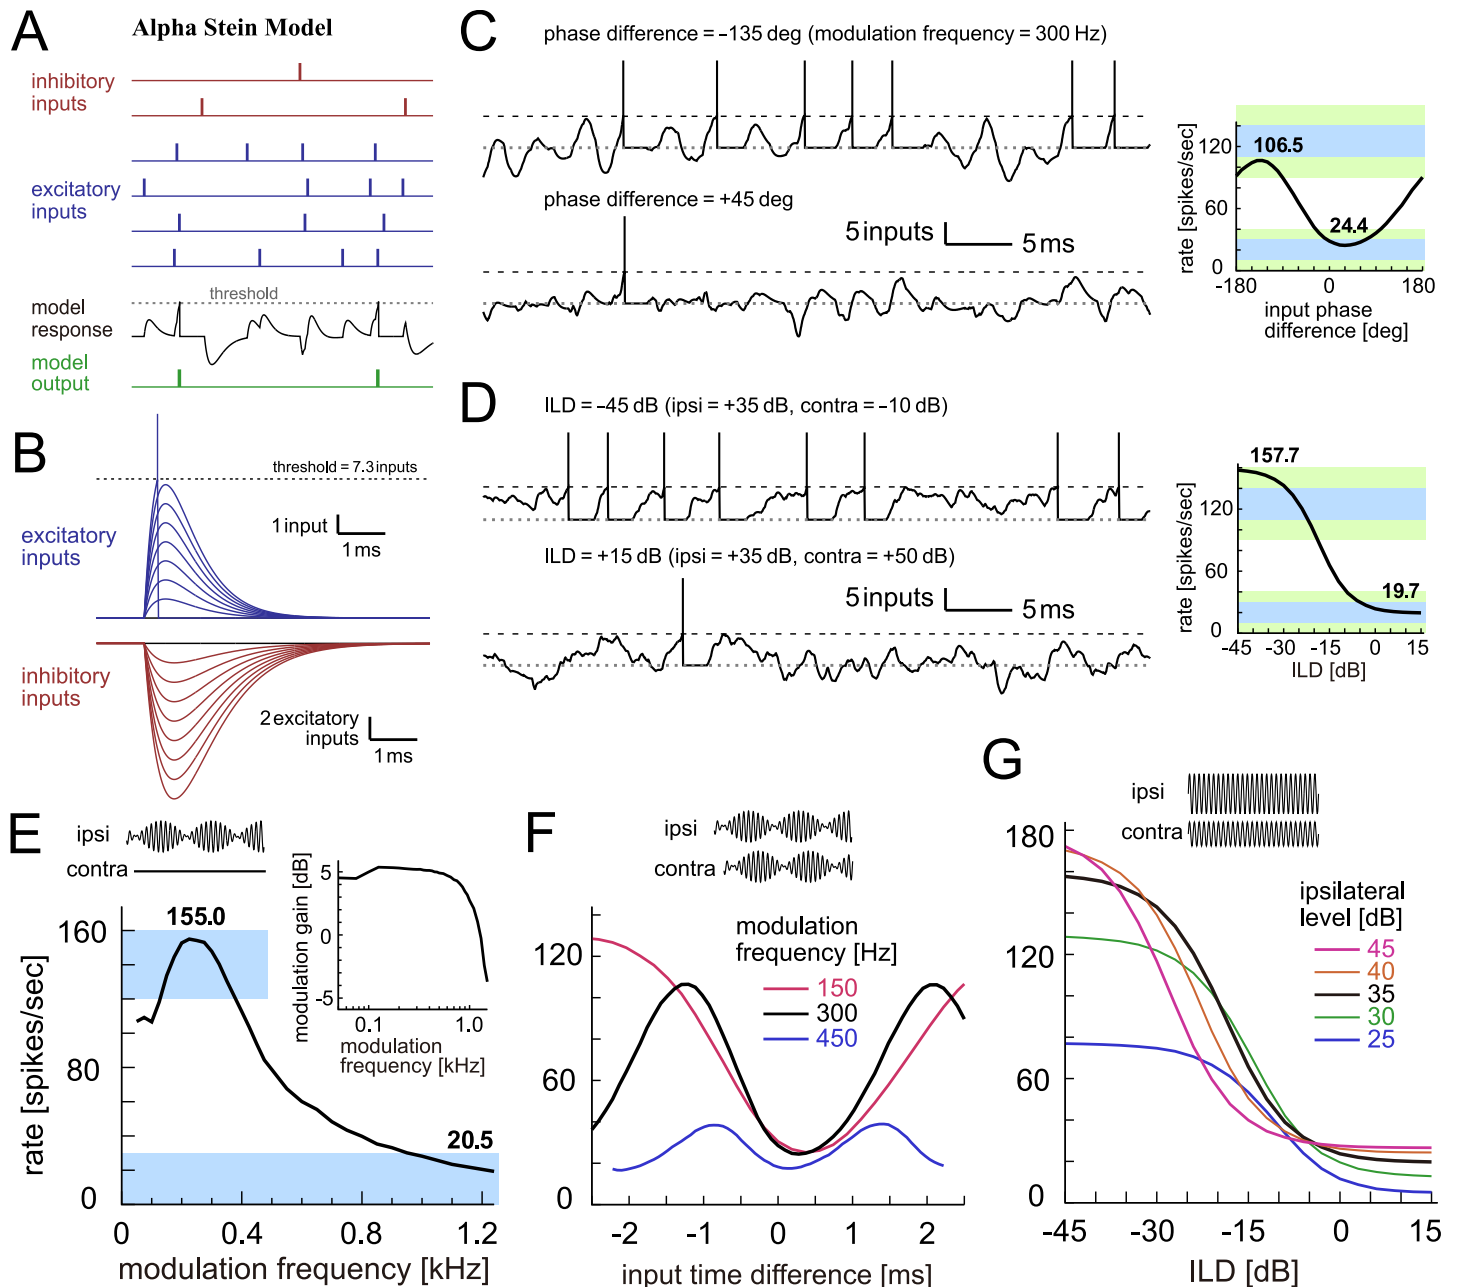 A
Alpha Stein Model
inhibitory
inputs
excitatory
inputs
threshold
model
response
model
output
B
threshold = 7.3 inputs
excitatory
inputs
1 input
1 ms
inhibitory
inputs
2 excitatory
inputs
1 ms
C
phase difference = –135 deg (modulation frequency = 300 Hz)
phase difference = +45 deg
5 inputs
5 ms
rate [spikes/sec]
120
60
0
106.5
24.4
-180
0
180
input phase
difference [deg]
D
ILD = –45 dB (ipsi = +35 dB, contra = –10 dB)
ILD = +15 dB (ipsi = +35 dB, contra = +50 dB)
5 inputs
5 ms
rate [spikes/sec]
157.7
120
60
0
19.7
-45
-30
-15
0
15
ILD [dB]
E
ipsi
contra
rate [spikes/sec]
160
120
80
40
0
155.0
20.5
0
0.4
0.8
1.2
modulation frequency [kHz]
modulation gain [dB]
5
0
-5
0.1
1.0
modulation
frequency [kHz]
F
ipsi
contra
modulation
frequency [Hz]
150
300
450
120
60
0
-2
-1
0
1
2
input time difference [ms]
G
ipsi
contra
180
120
60
0
ipsilateral
level [dB]
45
40
35
30
25
-45
-30
-15
0
15
ILD [dB]